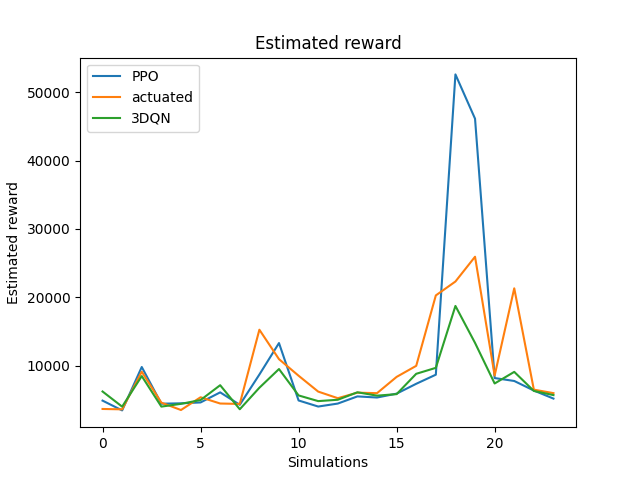 Estimated reward
PPO
actuated
3DQN
50000
40000
30000
20000
10000
Estimated reward
0 5 10 15 20
Simulations